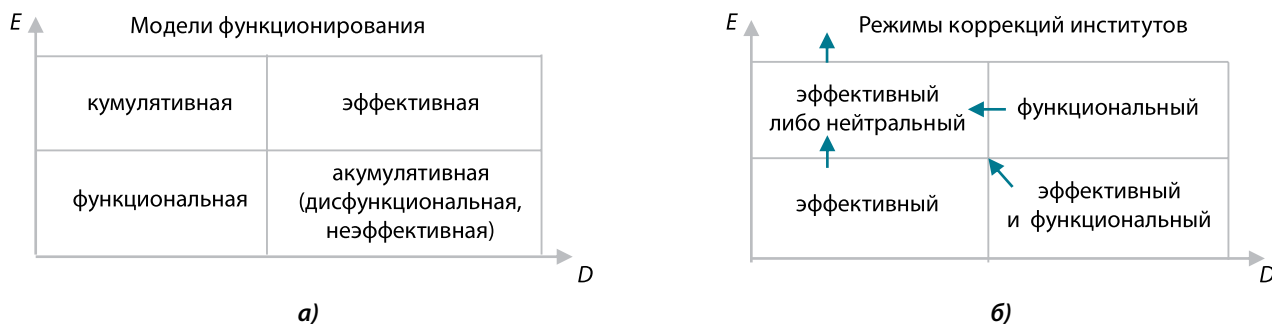 E
Модели функционирования
кумулятивная
эффективная
функциональная
акумулятивная
(дисфункциональная,
неэффективная)
D
а)
E
Режимы коррекций институтов
эффективный
либо нейтральный
функциональный
эффективный
эффективный
и функциональный
D
б)